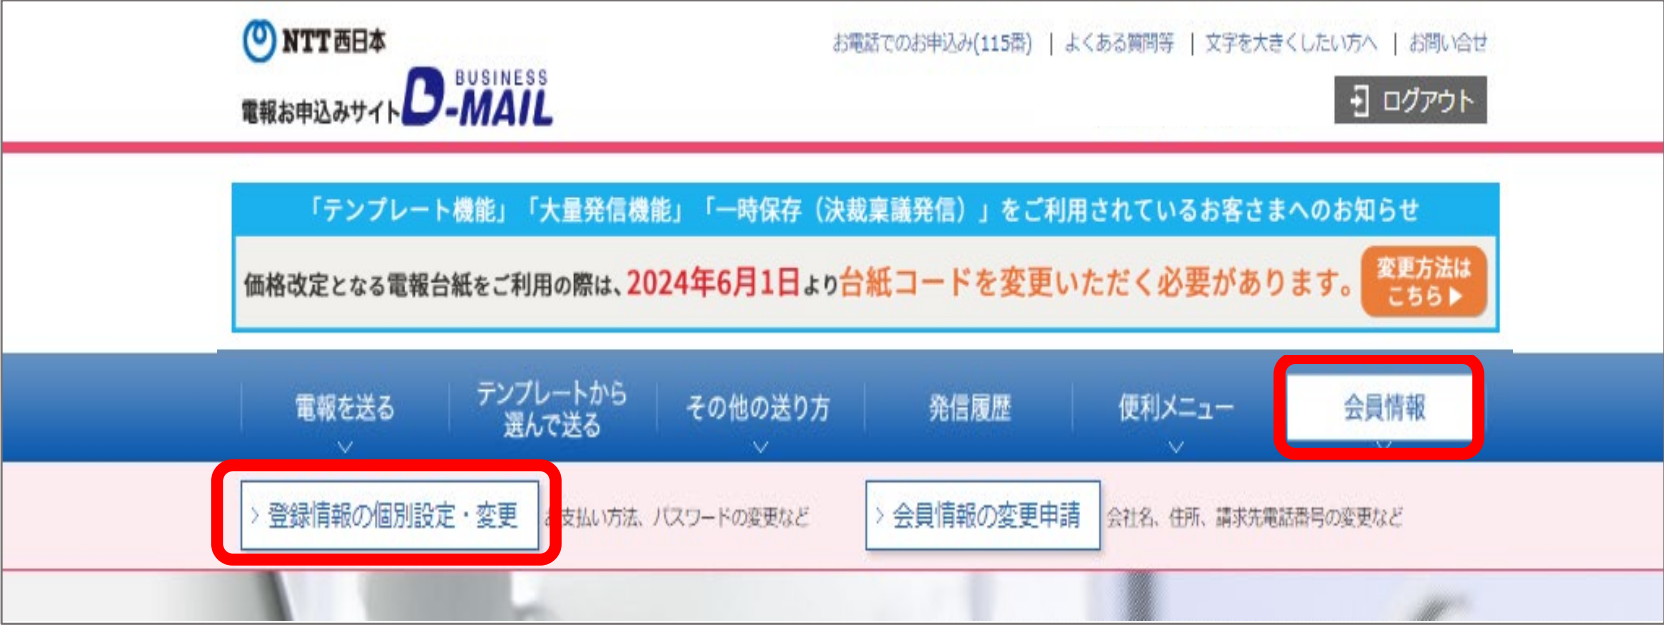 NTT西日本
お電話でのお申込み(115番) | よくある質問等 | 文字を大きくしたい方へ | お問い合せ
電報お申込みサイト
BUSINESS
D-MAIL
ログアウト
「テンプレート機能」「大量発信機能」「一時保存（決裁稟議発信）」をご利用されているお客さまへのお知らせ
価格改定となる電報台紙をご利用の際は、2024年6月1日より台紙コードを変更いただく必要があります。
変更方法は
こちら▶
電報を送る
テンプレートから
選んで送る
その他の送り方
発信履歴
便利メニュー
会員情報
> 登録情報の個別設定・変更
お支払い方法、パスワードの変更など
> 会員情報の変更申請
会社名、住所、請求先電話番号の変更など